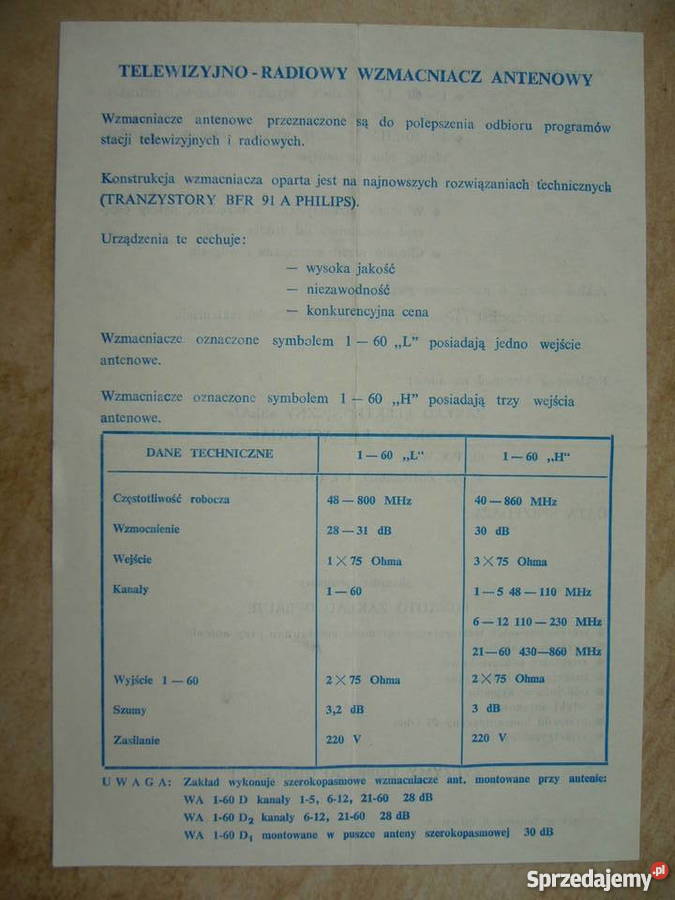 TELEWIZYJNO - RADIOWY WZMACNIACZ ANTENOWY
Wzmacniacze antenowe przeznaczone są do polepszenia odbioru programów
stacji telewizyjnych i radiowych.
Konstrukcja wzmacniacza oparta jest na najnowszych rozwiązaniach technicznych
(TRANZYSTORY BFR 91 A PHILIPS).
Urządzenia te cechuje:
— wysoka jakość
— niezawodność
— konkurencyjna cena
Wzmacniacze oznaczone symbolem 1 — 60 „L" posiadają jedno wejście
antenowe.
Wzmacniacze oznaczone symbolem 1 — 60 „H" posiadają trzy wejścia
antenowe.
DANE TECHNICZNE 1 — 60 „L" 1 — 60 „H"
Częstotliwość robocza 48 — 800 MHz 40 — 860 MHz
Wzmocnienie 28 — 31 dB 30 dB
Wejście 1 × 75 Ohma 3 × 75 Ohma
Kanały 1 — 60 1 — 5 48 — 110 MHz
6 — 12 110 — 230 MHz
21 — 60 430 — 860 MHz
Wyjście 1 — 60 2 × 75 Ohma 2 × 75 Ohma
Szumy 3,2 dB 3 dB
Zasilanie 220 V 220 V
UWAGA: Zakład wykonuje szerokopasmowe wzmacniacze ant. montowane przy antenie:
WA 1-60 D kanały 1-5, 6-12, 21-60 28 dB
WA 1-60 D₂ kanały 6-12, 21-60 28 dB
WA 1-60 D₁ montowane w puszce anteny szerokopasmowej 30 dB
Sprzedajemy.pl